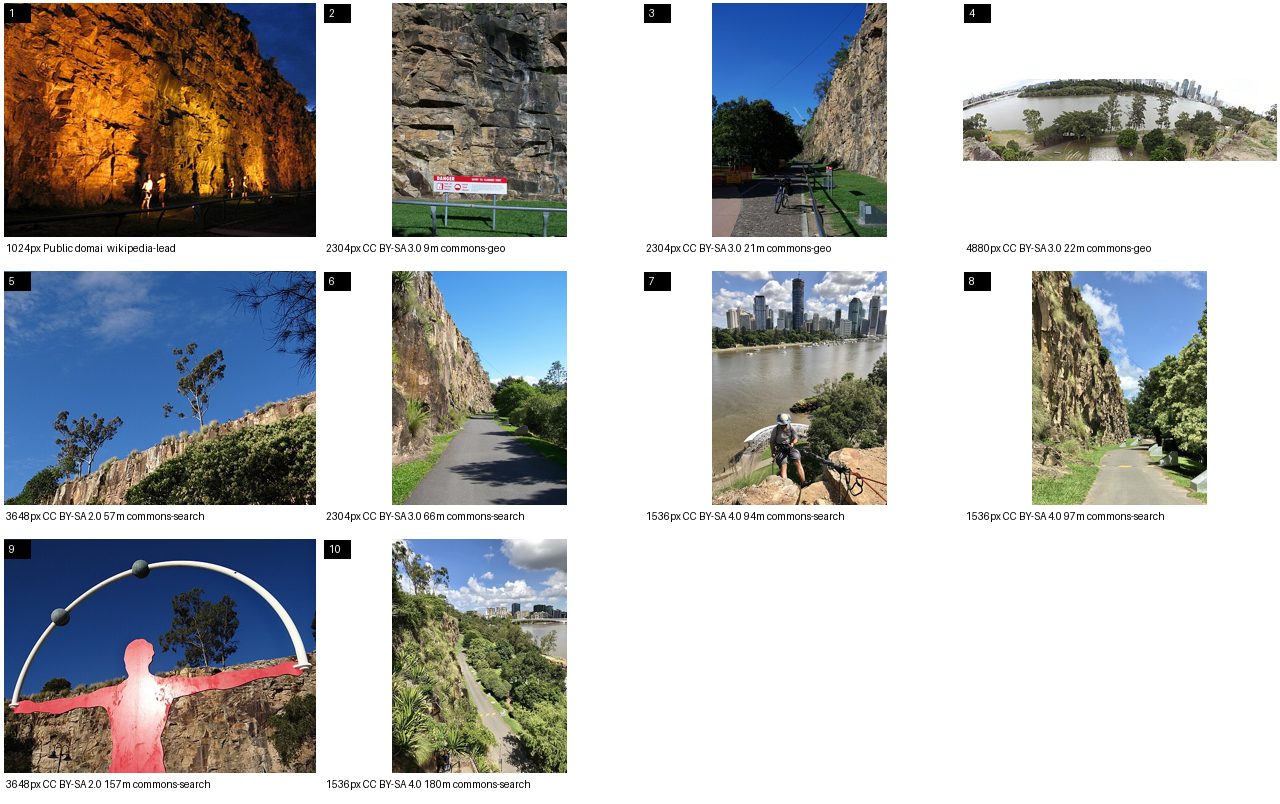 1
2
3
4
1024px Public domai wikipedia-lead
2304px CC BY-SA 3.0 9m commons-geo
2304px CC BY-SA 3.0 21m commons-geo
4880px CC BY-SA 3.0 22m commons-geo
DANGER
5
6
7
8
3648px CC BY-SA 2.0 57m commons-search
2304px CC BY-SA 3.0 66m commons-search
1536px CC BY-SA 4.0 94m commons-search
1536px CC BY-SA 4.0 97m commons-search
9
10
3648px CC BY-SA 2.0 157m commons-search
1536px CC BY-SA 4.0 180m commons-search